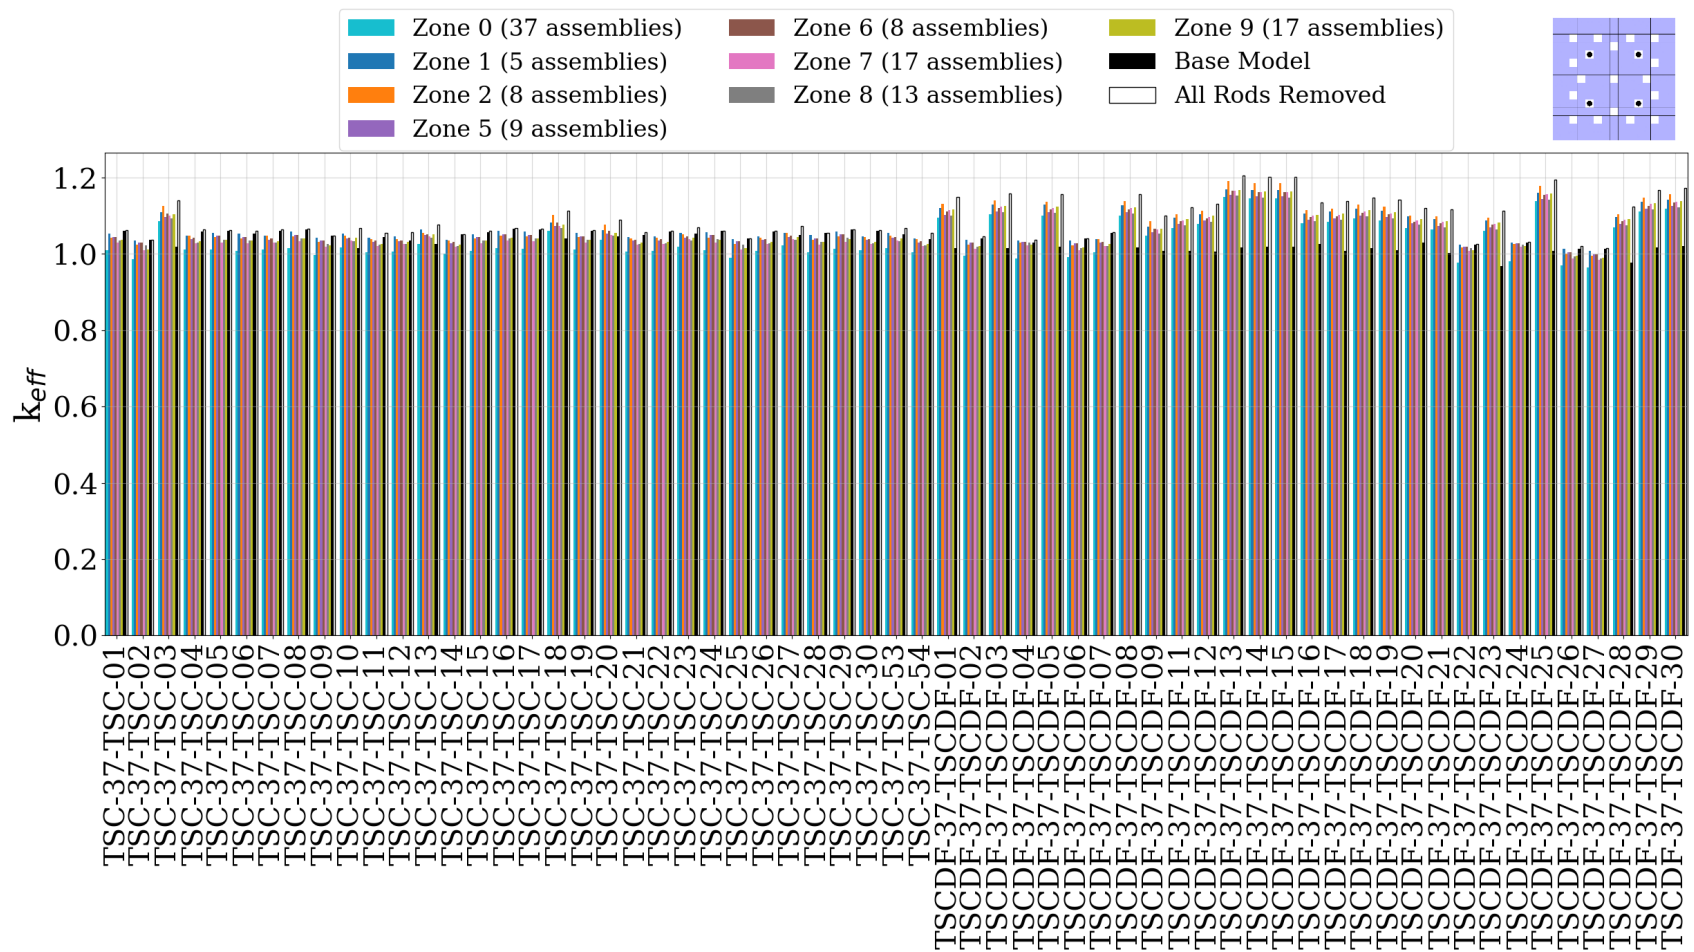 Zone 0 (37 assemblies)
Zone 1 (5 assemblies)
Zone 2 (8 assemblies)
Zone 5 (9 assemblies)
Zone 6 (8 assemblies)
Zone 7 (17 assemblies)
Zone 8 (13 assemblies)
Zone 9 (17 assemblies)
Base Model
All Rods Removed
k_eff
1.2
1.0
0.8
0.6
0.4
0.2
0.0
TSC-37-TSC-01
TSC-37-TSC-02
TSC-37-TSC-03
TSC-37-TSC-04
TSC-37-TSC-05
TSC-37-TSC-06
TSC-37-TSC-07
TSC-37-TSC-08
TSC-37-TSC-09
TSC-37-TSC-10
TSC-37-TSC-11
TSC-37-TSC-12
TSC-37-TSC-13
TSC-37-TSC-14
TSC-37-TSC-15
TSC-37-TSC-16
TSC-37-TSC-17
TSC-37-TSC-18
TSC-37-TSC-19
TSC-37-TSC-20
TSC-37-TSC-21
TSC-37-TSC-22
TSC-37-TSC-23
TSC-37-TSC-24
TSC-37-TSC-25
TSC-37-TSC-26
TSC-37-TSC-27
TSC-37-TSC-28
TSC-37-TSC-29
TSC-37-TSC-30
TSC-37-TSC-53
TSC-37-TSC-54
TSCDF-37-TSCDF-01
TSCDF-37-TSCDF-02
TSCDF-37-TSCDF-03
TSCDF-37-TSCDF-04
TSCDF-37-TSCDF-05
TSCDF-37-TSCDF-06
TSCDF-37-TSCDF-07
TSCDF-37-TSCDF-08
TSCDF-37-TSCDF-09
TSCDF-37-TSCDF-11
TSCDF-37-TSCDF-12
TSCDF-37-TSCDF-13
TSCDF-37-TSCDF-14
TSCDF-37-TSCDF-15
TSCDF-37-TSCDF-16
TSCDF-37-TSCDF-17
TSCDF-37-TSCDF-18
TSCDF-37-TSCDF-19
TSCDF-37-TSCDF-20
TSCDF-37-TSCDF-21
TSCDF-37-TSCDF-22
TSCDF-37-TSCDF-23
TSCDF-37-TSCDF-24
TSCDF-37-TSCDF-25
TSCDF-37-TSCDF-26
TSCDF-37-TSCDF-27
TSCDF-37-TSCDF-28
TSCDF-37-TSCDF-29
TSCDF-37-TSCDF-30